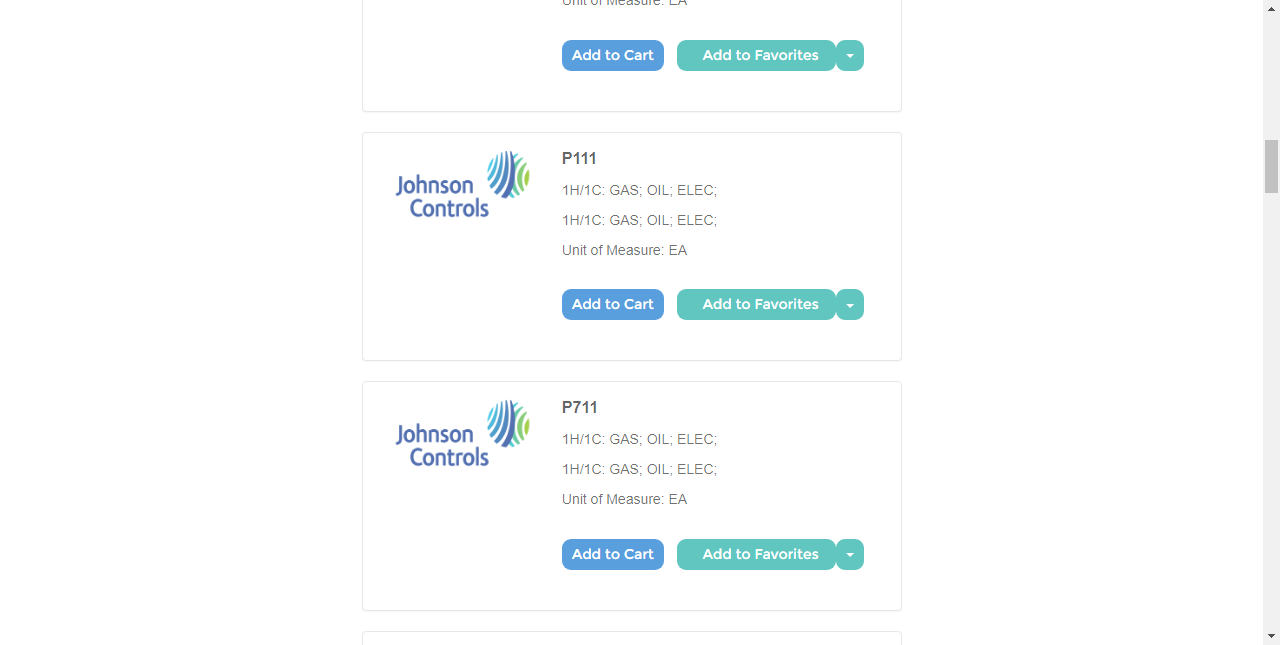 Unit of Measure: EA
Add to Cart
Add to Favorites
Johnson
Controls
P111
1H/1C: GAS; OIL; ELEC;
1H/1C: GAS; OIL; ELEC;
Unit of Measure: EA
Add to Cart
Add to Favorites
Johnson
Controls
P711
1H/1C: GAS; OIL; ELEC;
1H/1C: GAS; OIL; ELEC;
Unit of Measure: EA
Add to Cart
Add to Favorites